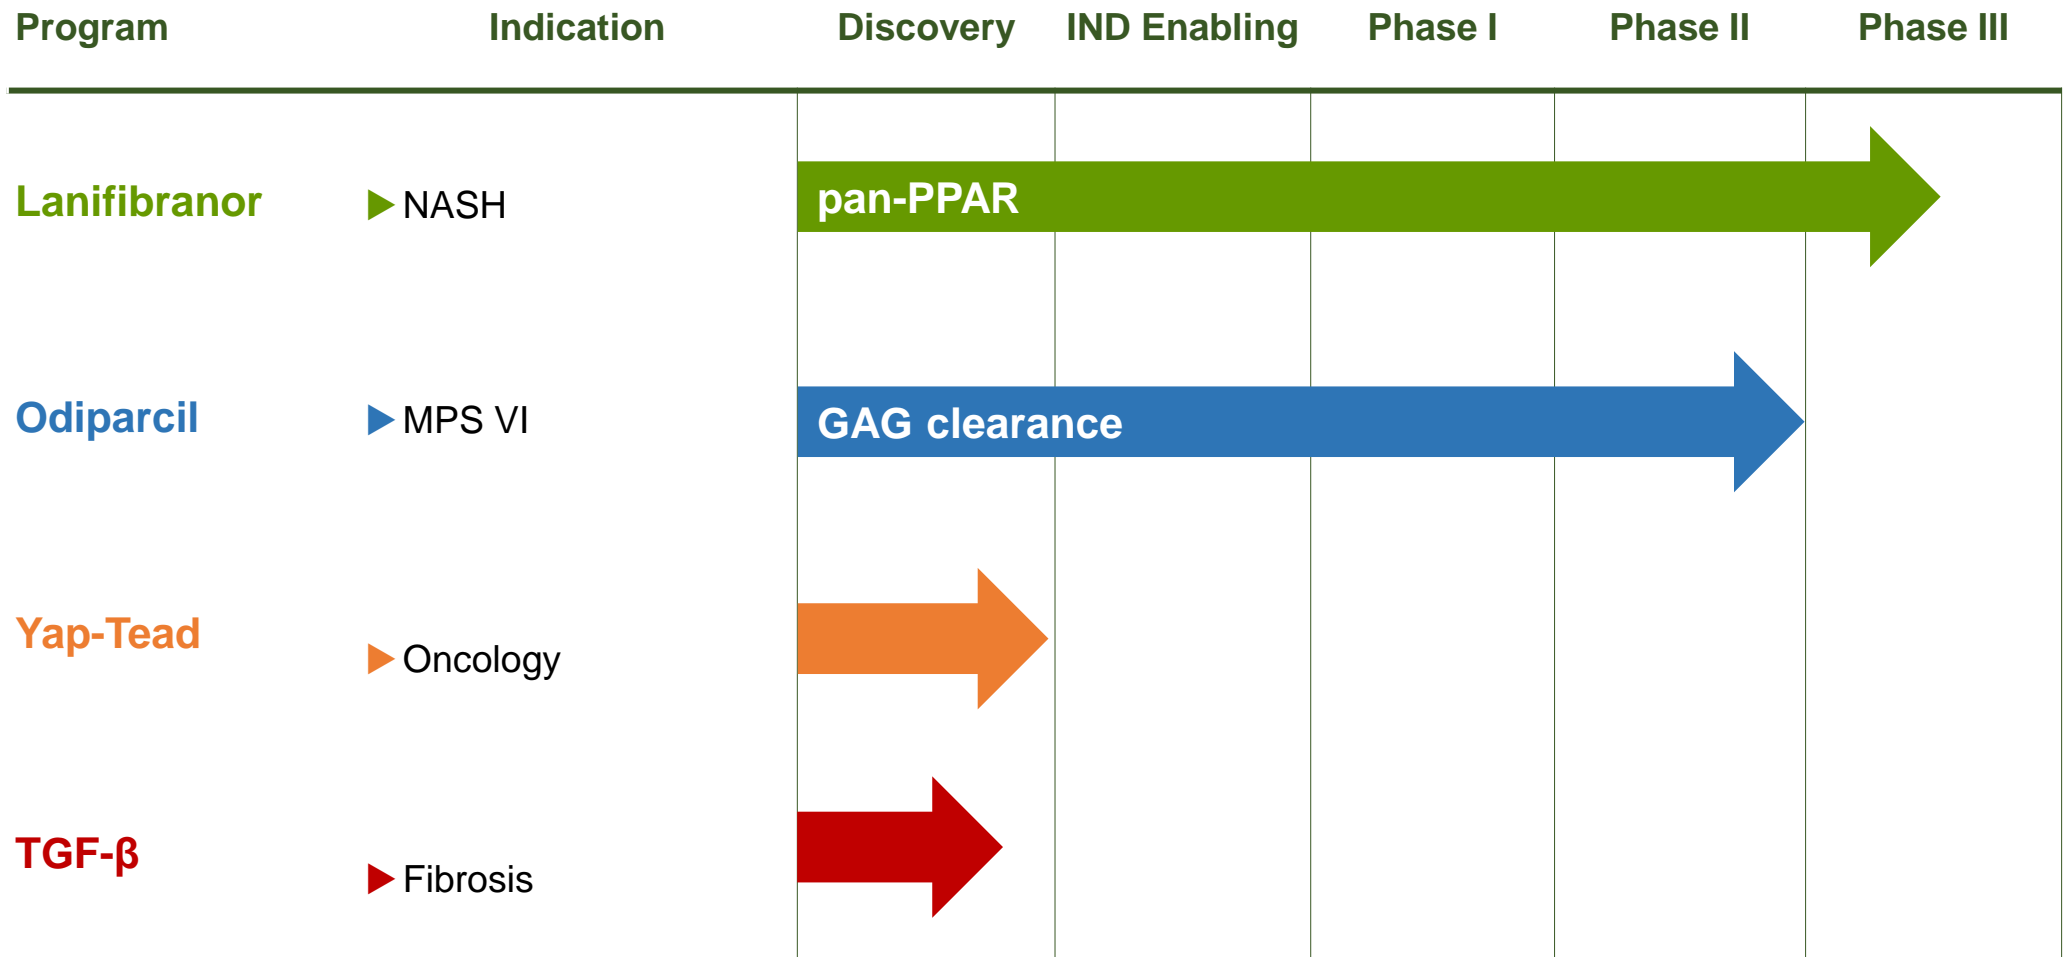 Program Indication Discovery IND Enabling Phase I Phase II Phase III
Lanifibranor NASH pan-PPAR
Odiparcil MPS VI GAG clearance
Yap-Tead Oncology
TGF-β Fibrosis